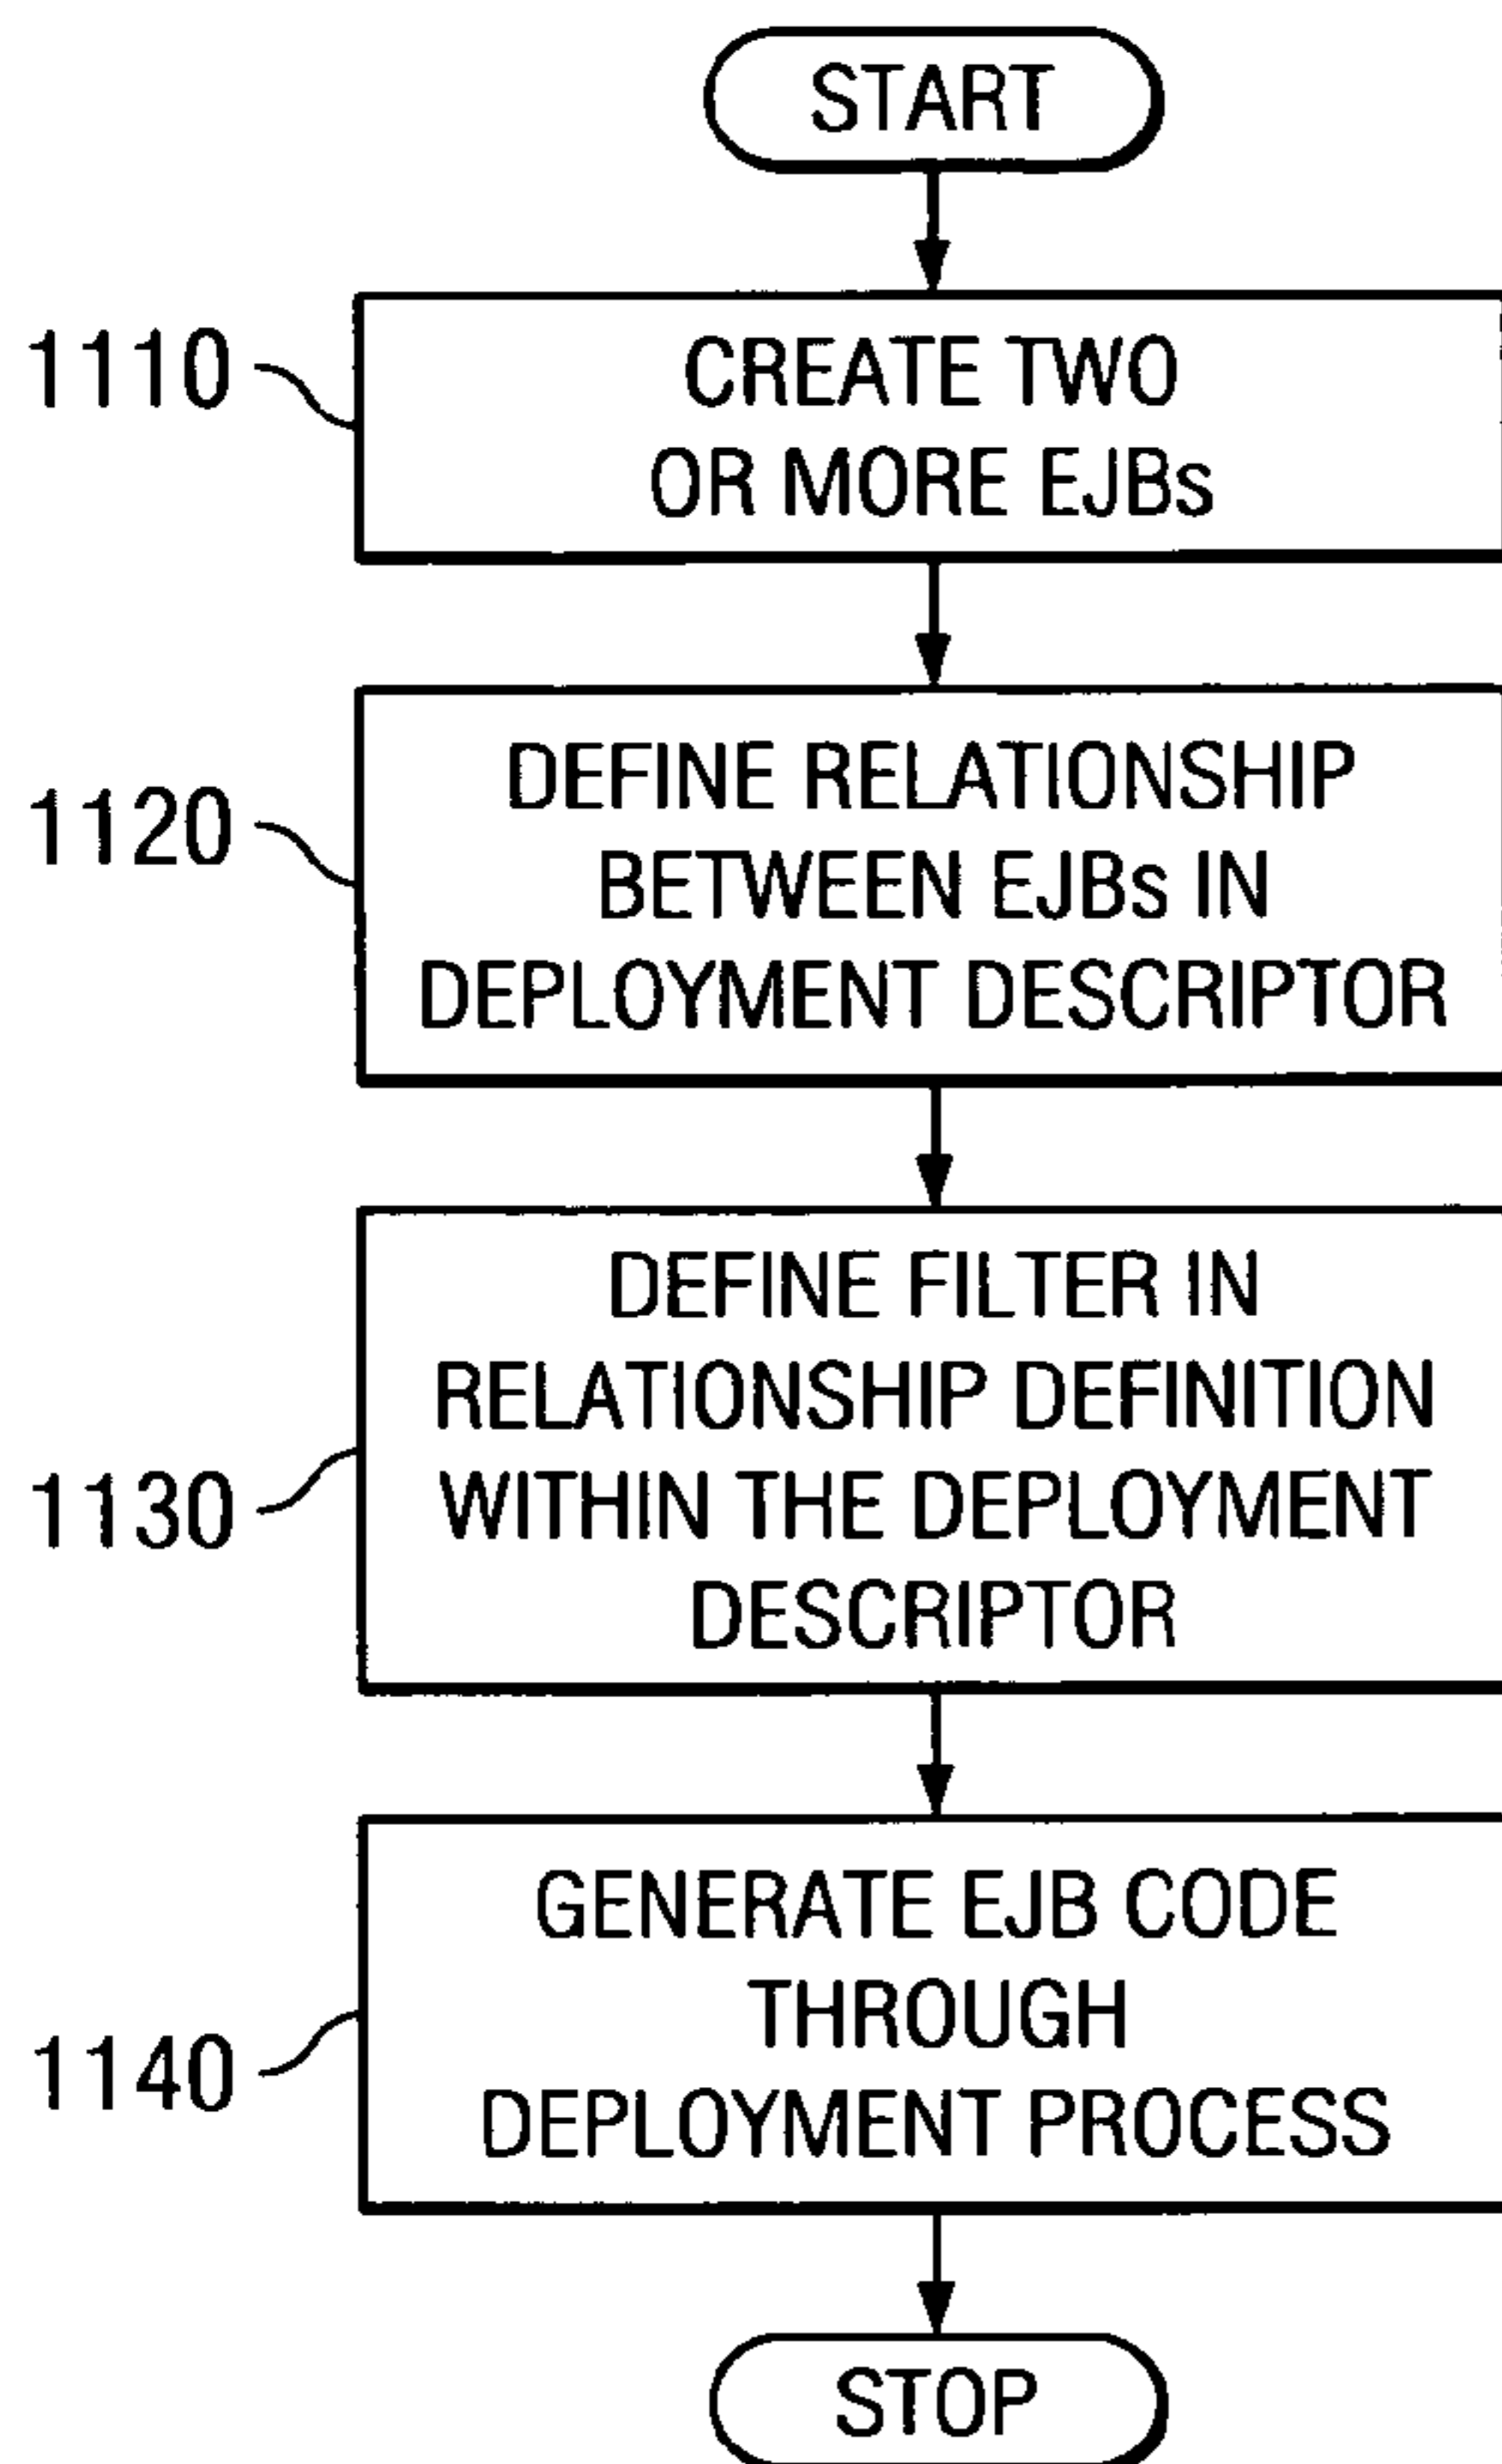 START
1110
CREATE TWO
OR MORE EJBs
1120
DEFINE RELATIONSHIP
BETWEEN EJBs IN
DEPLOYMENT DESCRIPTOR
1130
DEFINE FILTER IN
RELATIONSHIP DEFINITION
WITHIN THE DEPLOYMENT
DESCRIPTOR
1140
GENERATE EJB CODE
THROUGH
DEPLOYMENT PROCESS
STOP